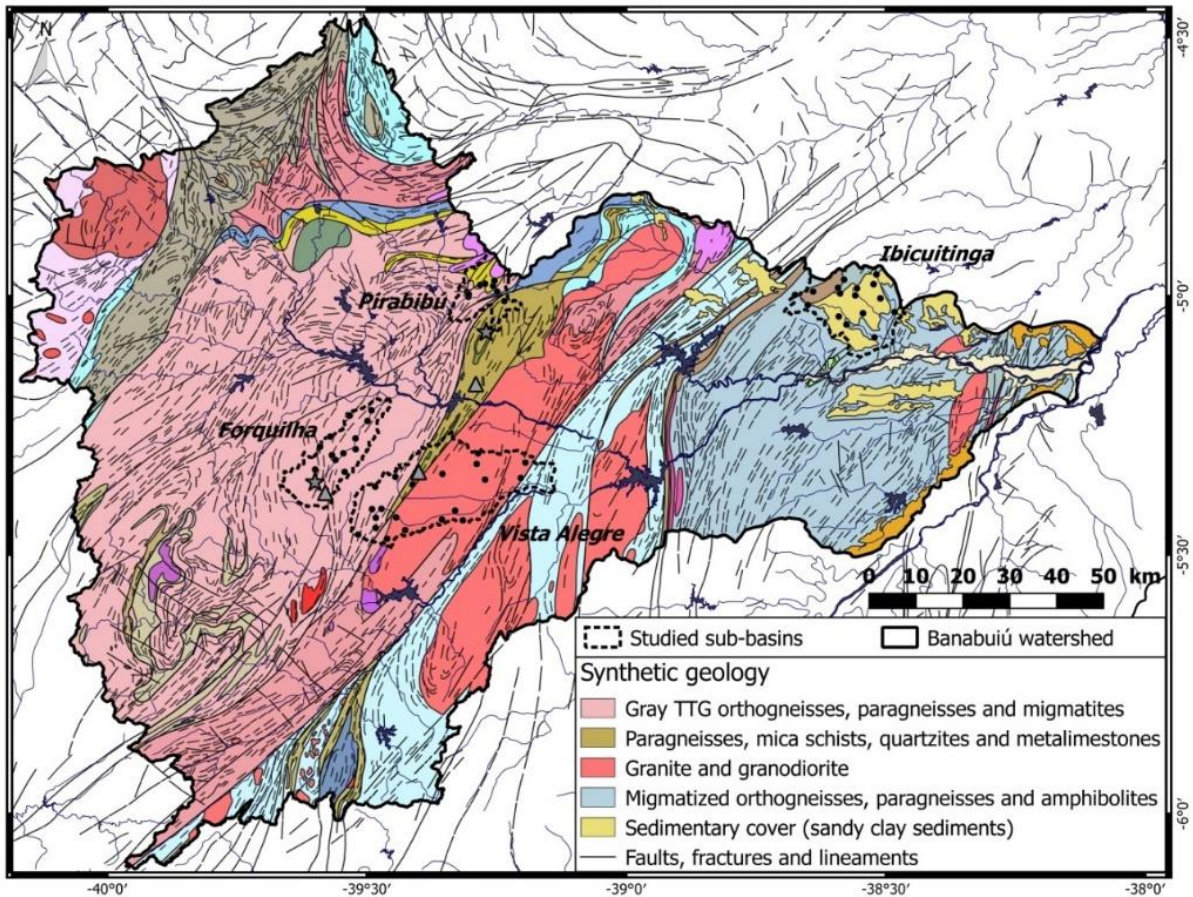 N
-4°30'
Ibicuitinga
Pirabibu
-5°0'
Forquilha
Vista Alegre
-5°30'
0 10 20 30 40 50 km
Studied sub-basins Banabuiú watershed
Synthetic geology
Gray TTG orthogneisses, paragneisses and migmatites
Paragneisses, mica schists, quartzites and metalimestones
Granite and granodiorite
Migmatized orthogneisses, paragneisses and amphibolites
Sedimentary cover (sandy clay sediments)
Faults, fractures and lineaments
-6°0'
-40°0' -39°30' -39°0' -38°30' -38°0'